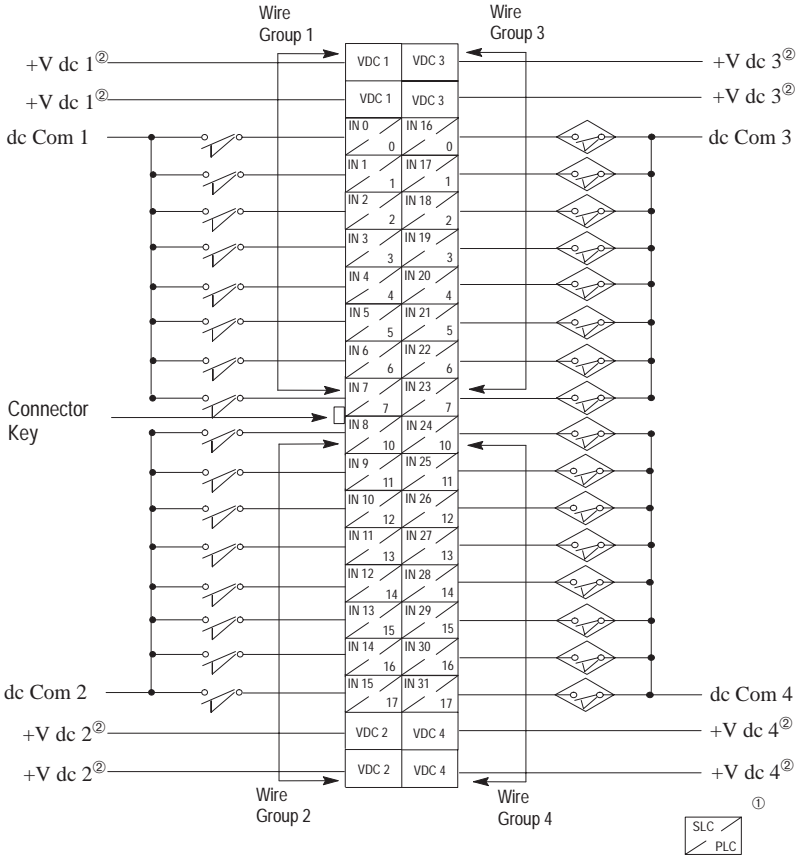 Wire
Group 1
Wire
Group 3
+V dc 1② VDC 1 VDC 3 +V dc 3②
+V dc 1② VDC 1 VDC 3 +V dc 3②
dc Com 1 IN 0 0 IN 16 0 dc Com 3
IN 1 1 IN 17 1
IN 2 2 IN 18 2
IN 3 3 IN 19 3
IN 4 4 IN 20 4
IN 5 5 IN 21 5
IN 6 6 IN 22 6
IN 7 7 IN 23 7
Connector
Key
IN 8 10 IN 24 10
IN 9 11 IN 25 11
IN 10 12 IN 26 12
IN 11 13 IN 27 13
IN 12 14 IN 28 14
IN 13 15 IN 29 15
IN 14 16 IN 30 16
dc Com 2 IN 15 17 IN 31 17 dc Com 4
+V dc 2② VDC 2 VDC 4 +V dc 4②
+V dc 2② VDC 2 VDC 4 +V dc 4②
Wire
Group 2
Wire
Group 4
①
SLC
PLC